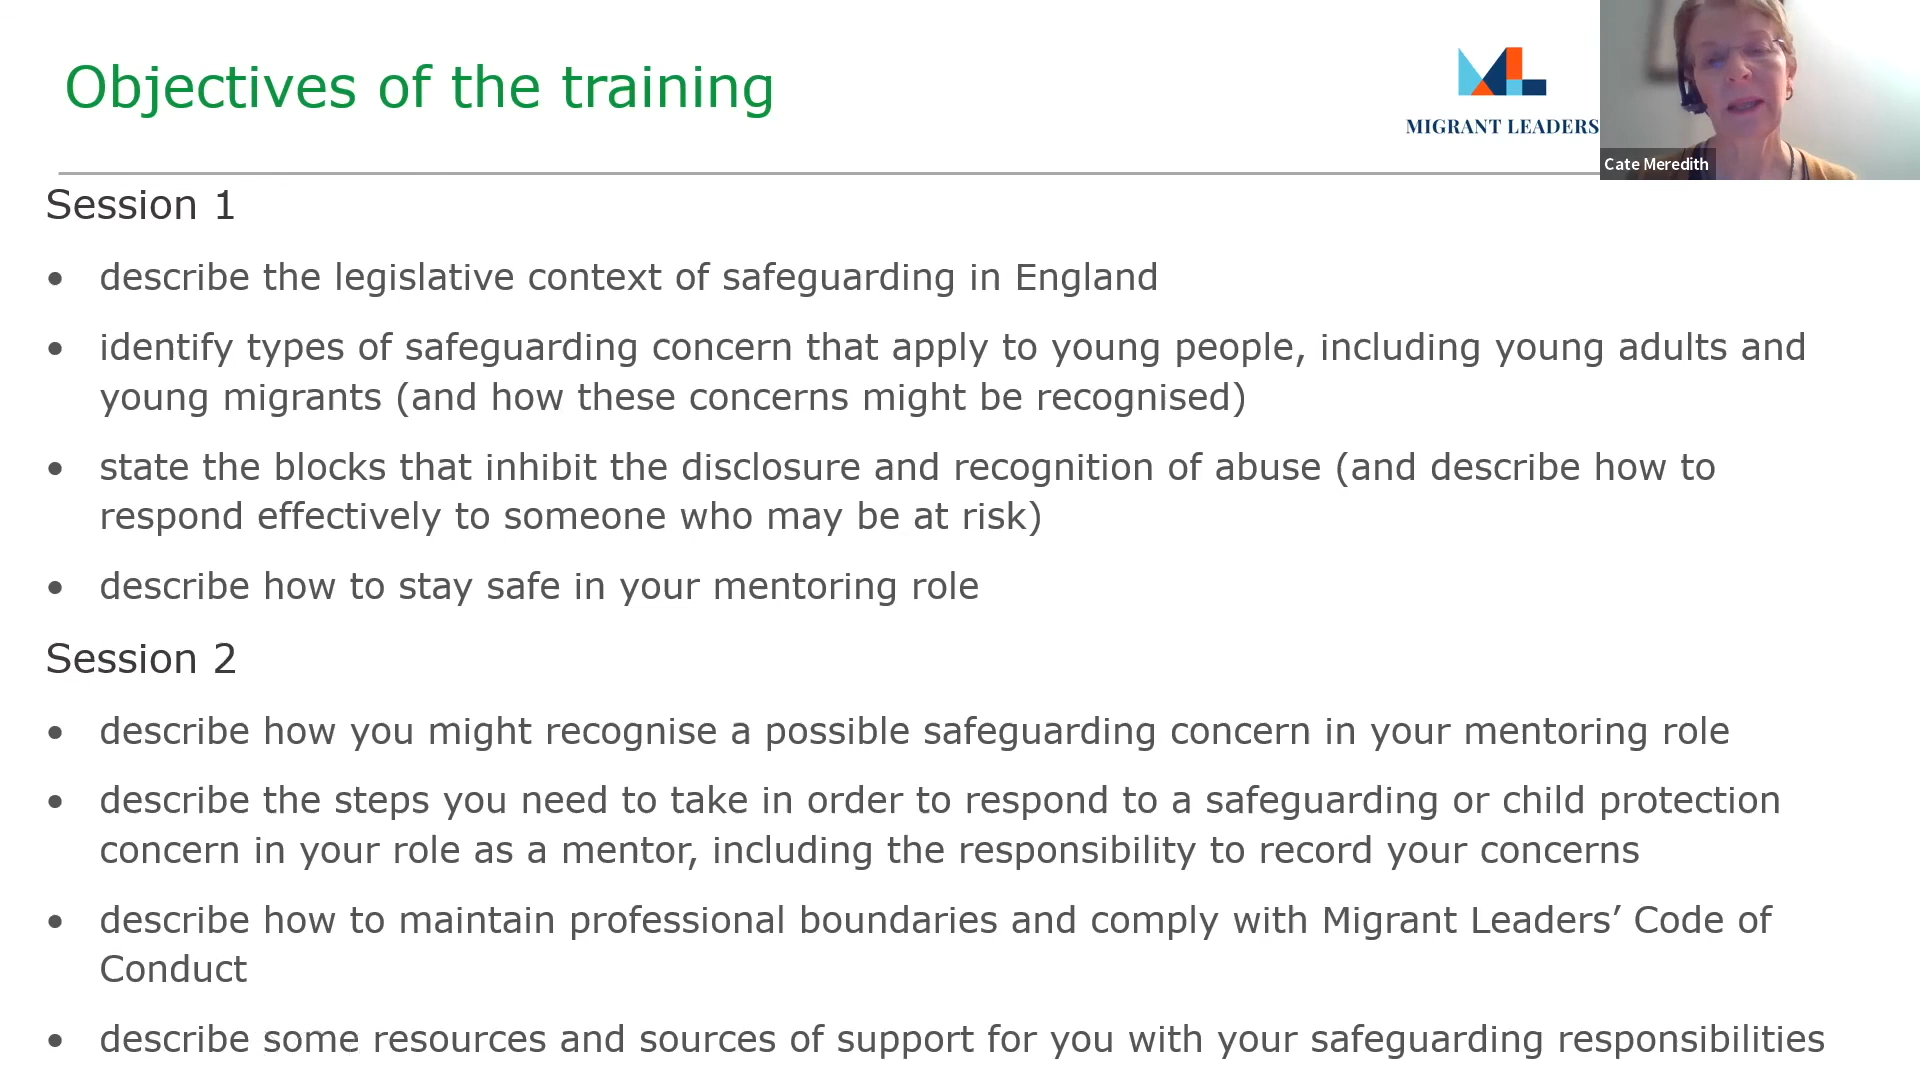 Objectives of the training
MIGRANT LEADERS
Cate Meredith
Session 1
• describe the legislative context of safeguarding in England
• identify types of safeguarding concern that apply to young people, including young adults and
young migrants (and how these concerns might be recognised)
• state the blocks that inhibit the disclosure and recognition of abuse (and describe how to
respond effectively to someone who may be at risk)
• describe how to stay safe in your mentoring role
Session 2
• describe how you might recognise a possible safeguarding concern in your mentoring role
• describe the steps you need to take in order to respond to a safeguarding or child protection
concern in your role as a mentor, including the responsibility to record your concerns
• describe how to maintain professional boundaries and comply with Migrant Leaders’ Code of
Conduct
• describe some resources and sources of support for you with your safeguarding responsibilities